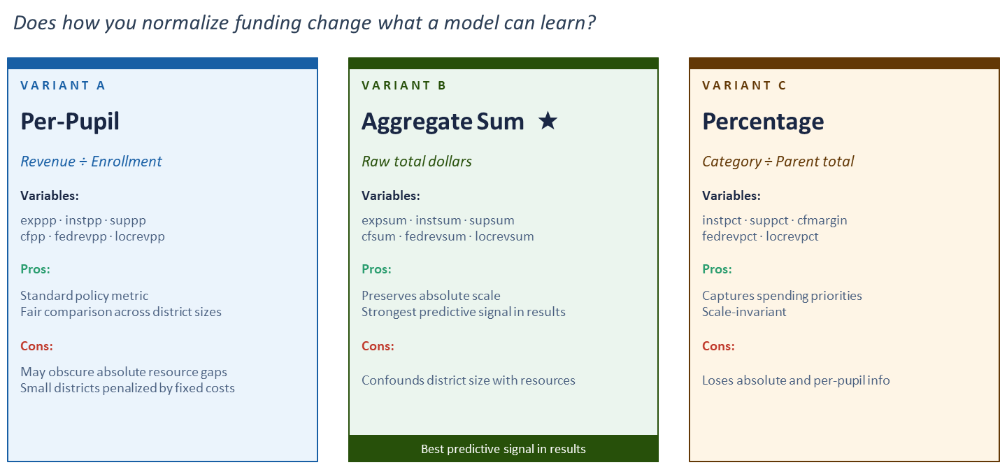 Does how you normalize funding change what a model can learn?
VARIANT A
Per-Pupil
Revenue ÷ Enrollment
Variables:
exppp · instpp · suppp
cfpp · fedrevpp · locrevpp
Pros:
Standard policy metric
Fair comparison across district sizes
Cons:
May obscure absolute resource gaps
Small districts penalized by fixed costs
VARIANT B
Aggregate Sum ★
Raw total dollars
Variables:
expsum · instsum · supsum
cfsum · fedrevsum · locrevsum
Pros:
Preserves absolute scale
Strongest predictive signal in results
Cons:
Confounds district size with resources
Best predictive signal in results
VARIANT C
Percentage
Category ÷ Parent total
Variables:
instpct · suppct · cfmargin
fedrevpct · locrevpct
Pros:
Captures spending priorities
Scale-invariant
Cons:
Loses absolute and per-pupil info